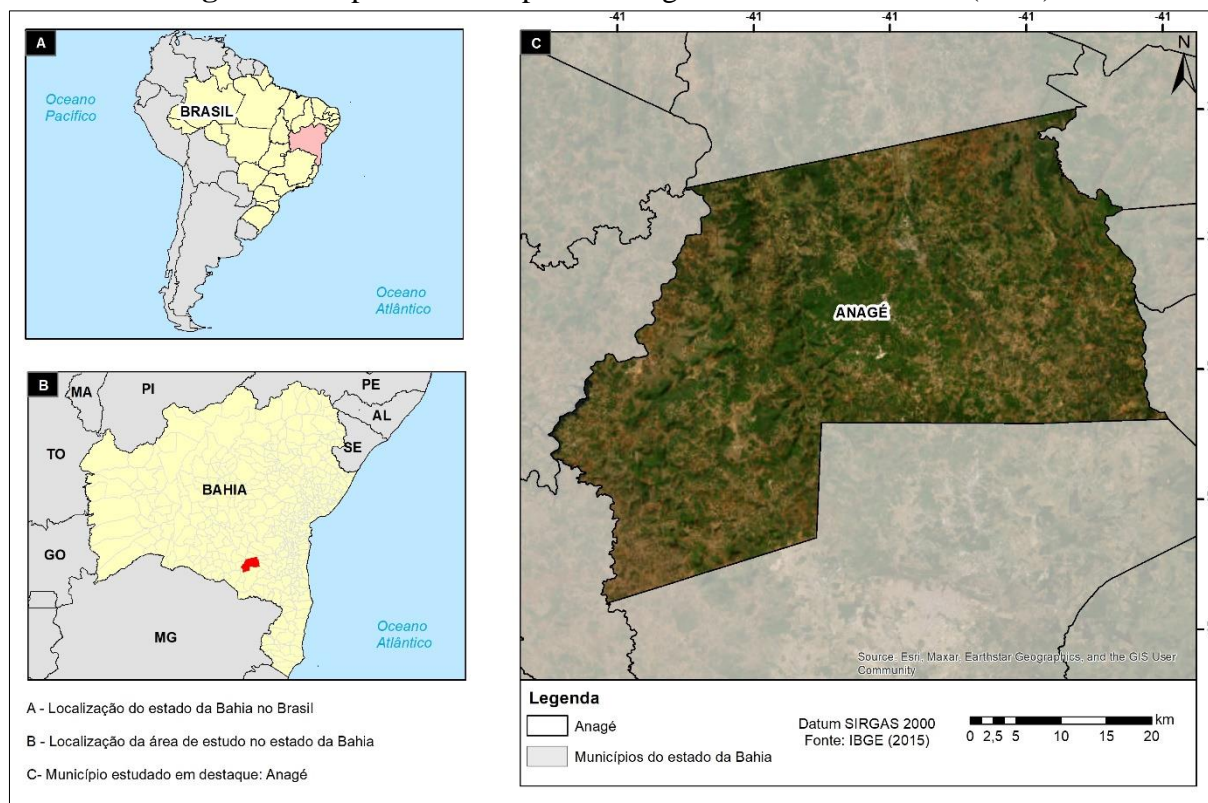 A
Oceano
Pacífico
BRASIL
Oceano
Atlântico
B
MA
PI
PE
AL
SE
TO
BAHIA
GO
MG
Oceano
Atlântico
A - Localização do estado da Bahia no Brasil
B - Localização da área de estudo no estado da Bahia
C- Município estudado em destaque: Anagé
-41 -41 -41 -41 -41
C
N
ANAGÉ
Source: Esri, Maxar, Earthstar Geographics, and the GIS User
Community
Legenda
Anagé
Municípios do estado da Bahia
Datum SIRGAS 2000
Fonte: IBGE (2015)
km
0 2,5 5 10 15 20